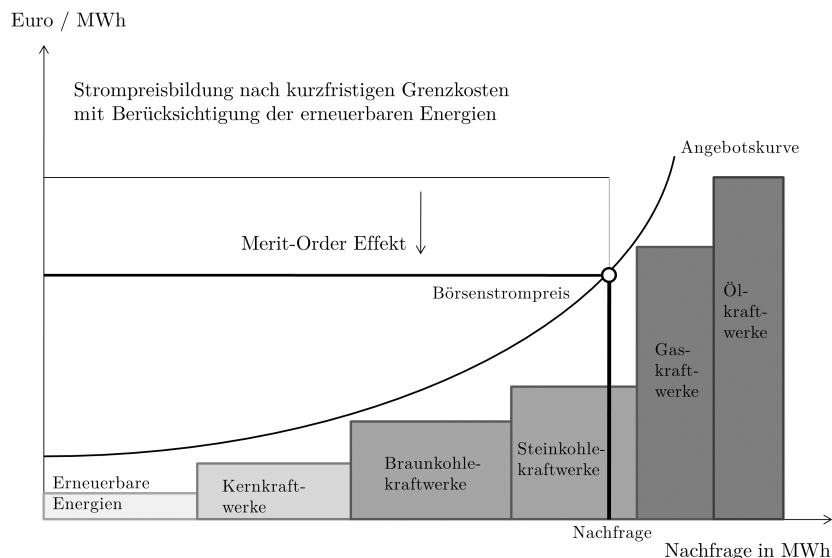 Euro / MWh
Strompreisbildung nach kurzfristigen Grenzkosten
mit Berücksichtigung der erneuerbaren Energien
Angebotskurve
Merit-Order Effekt
Börsenstrompreis
Öl-
kraft-
werke
Gas-
kraft-
werke
Steinkohle-
kraftwerke
Braunkohle-
kraftwerke
Erneuerbare
Energien
Kernkraft-
werke
Nachfrage
Nachfrage in MWh